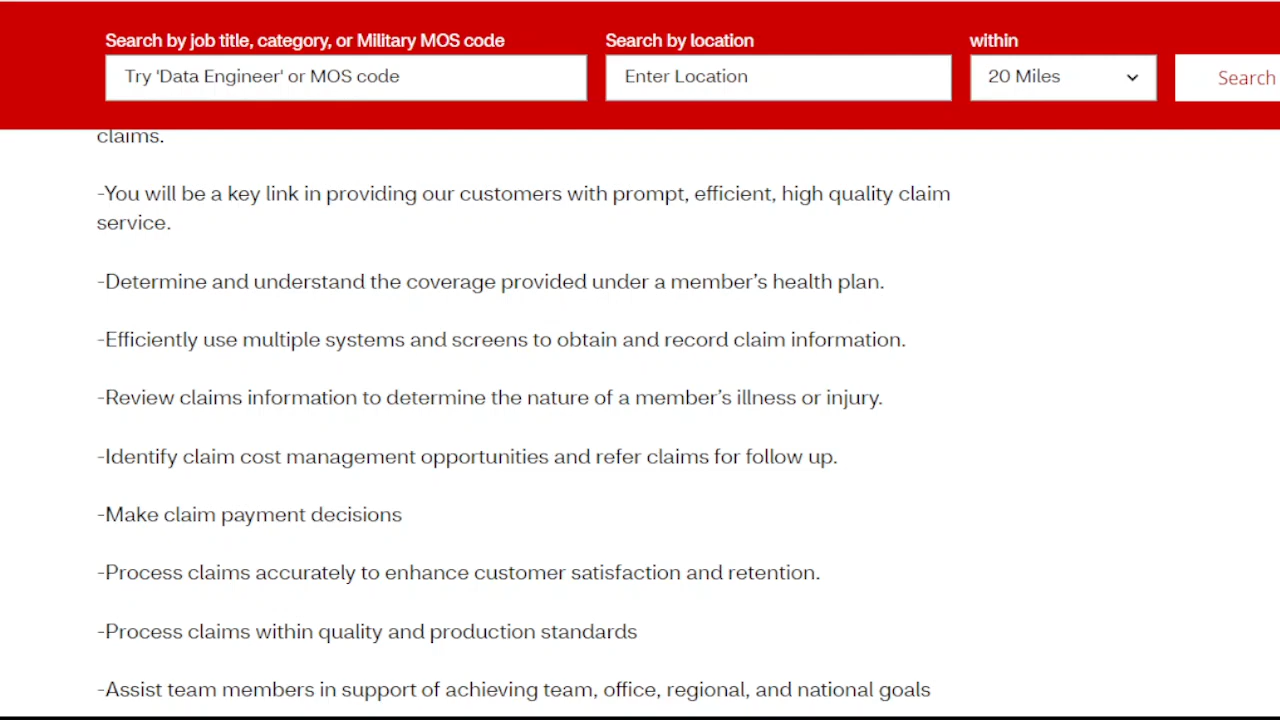 Search by job title, category, or Military MOS code
Search by location
within
Try 'Data Engineer' or MOS code
Enter Location
20 Miles
Search
claims.
-You will be a key link in providing our customers with prompt, efficient, high quality claim
service.
-Determine and understand the coverage provided under a member’s health plan.
-Efficiently use multiple systems and screens to obtain and record claim information.
-Review claims information to determine the nature of a member’s illness or injury.
-Identify claim cost management opportunities and refer claims for follow up.
-Make claim payment decisions
-Process claims accurately to enhance customer satisfaction and retention.
-Process claims within quality and production standards
-Assist team members in support of achieving team, office, regional, and national goals